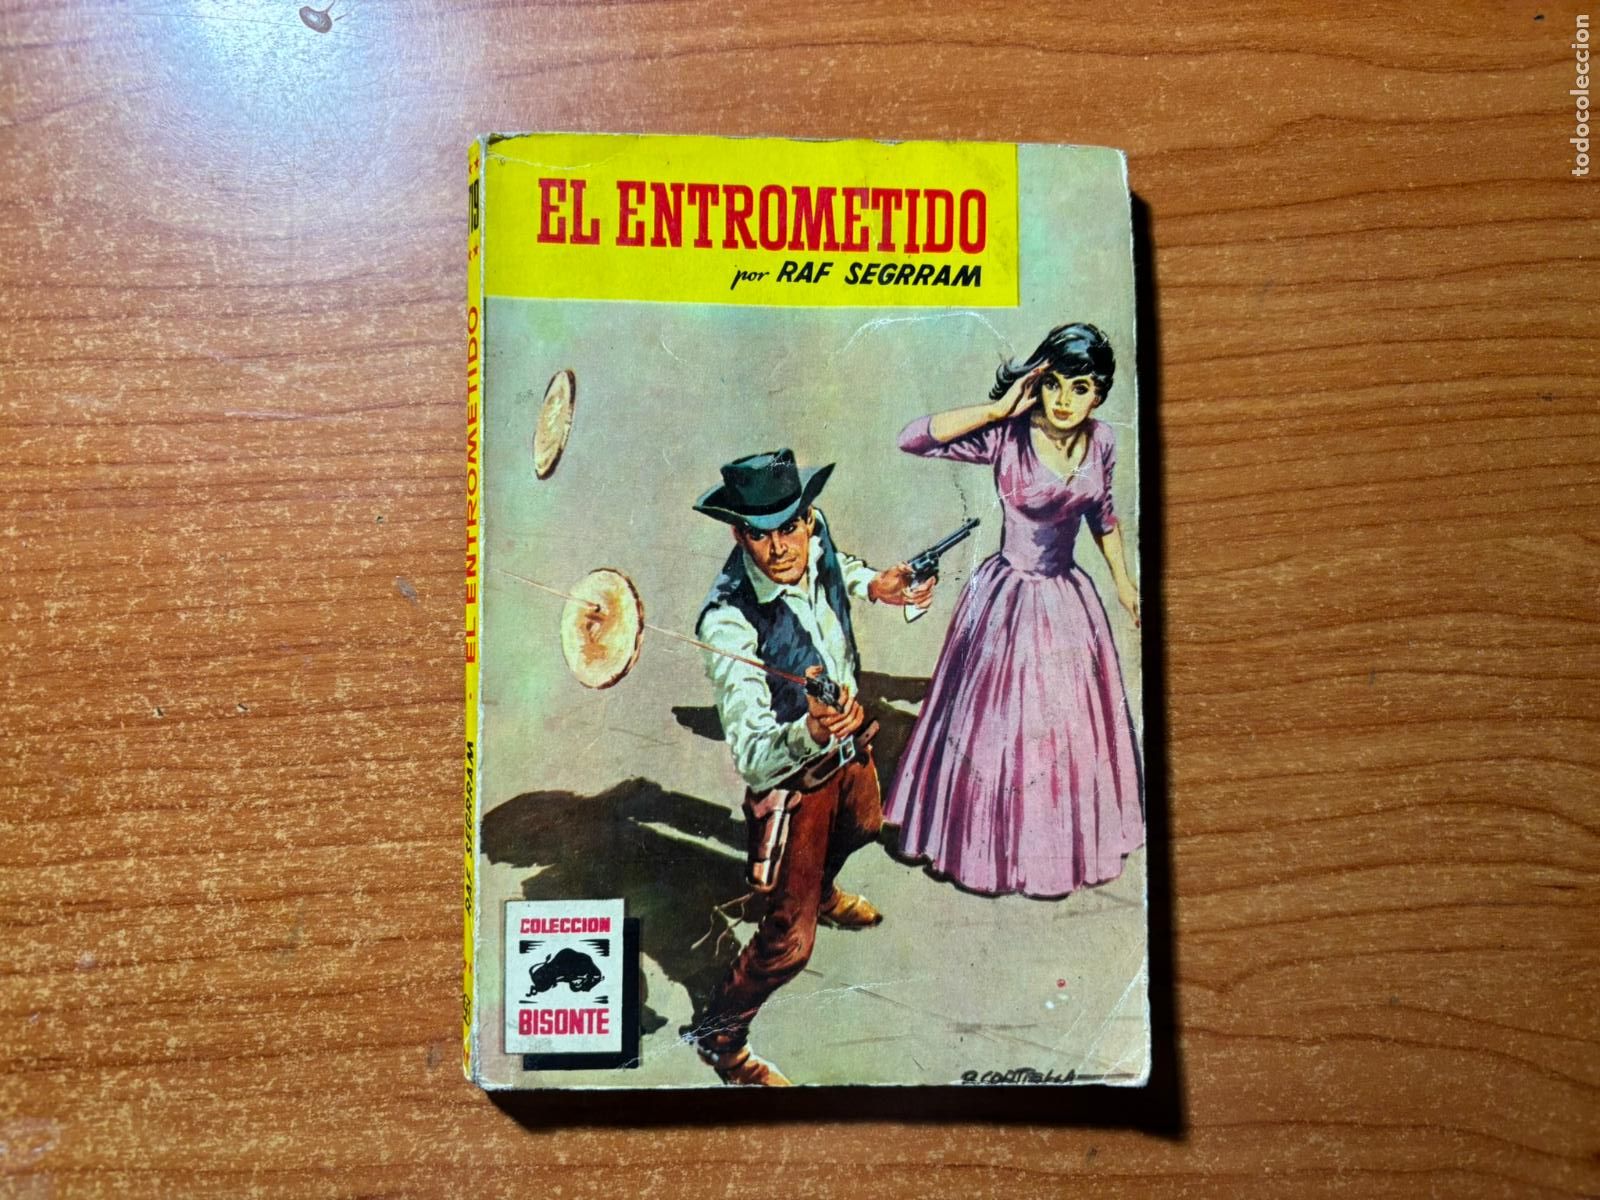 EL ENTROMETIDO
por RAF SEGRRAM
COLECCION
BISONTE
RAF SEGRRAM - EL ENTROMETIDO
todocoleccion